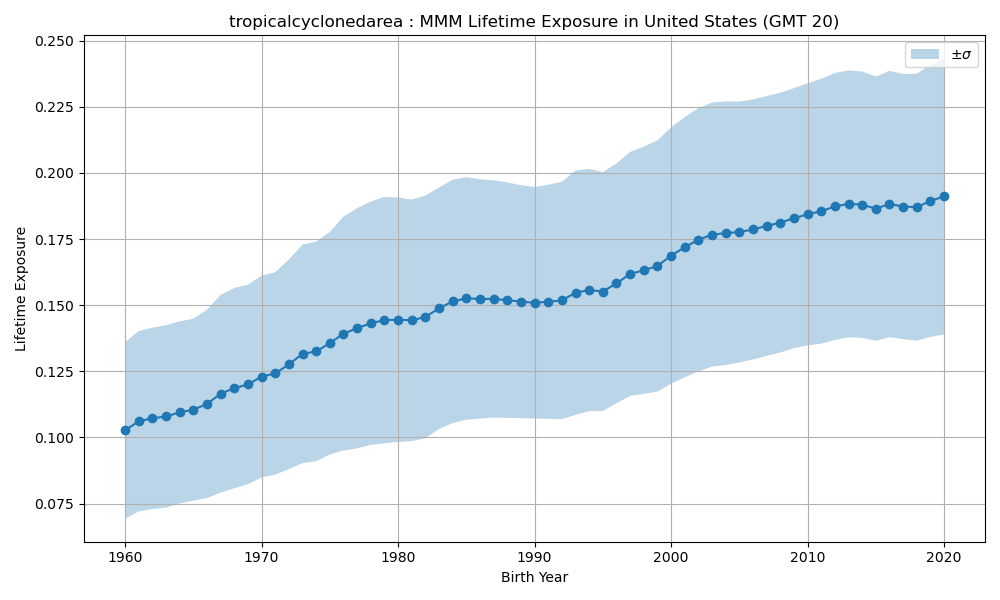 tropicalcyclonedarea : MMM Lifetime Exposure in United States (GMT 20)
±σ
Lifetime Exposure
0.250
0.225
0.200
0.175
0.150
0.125
0.100
0.075
1960 1970 1980 1990 2000 2010 2020
Birth Year